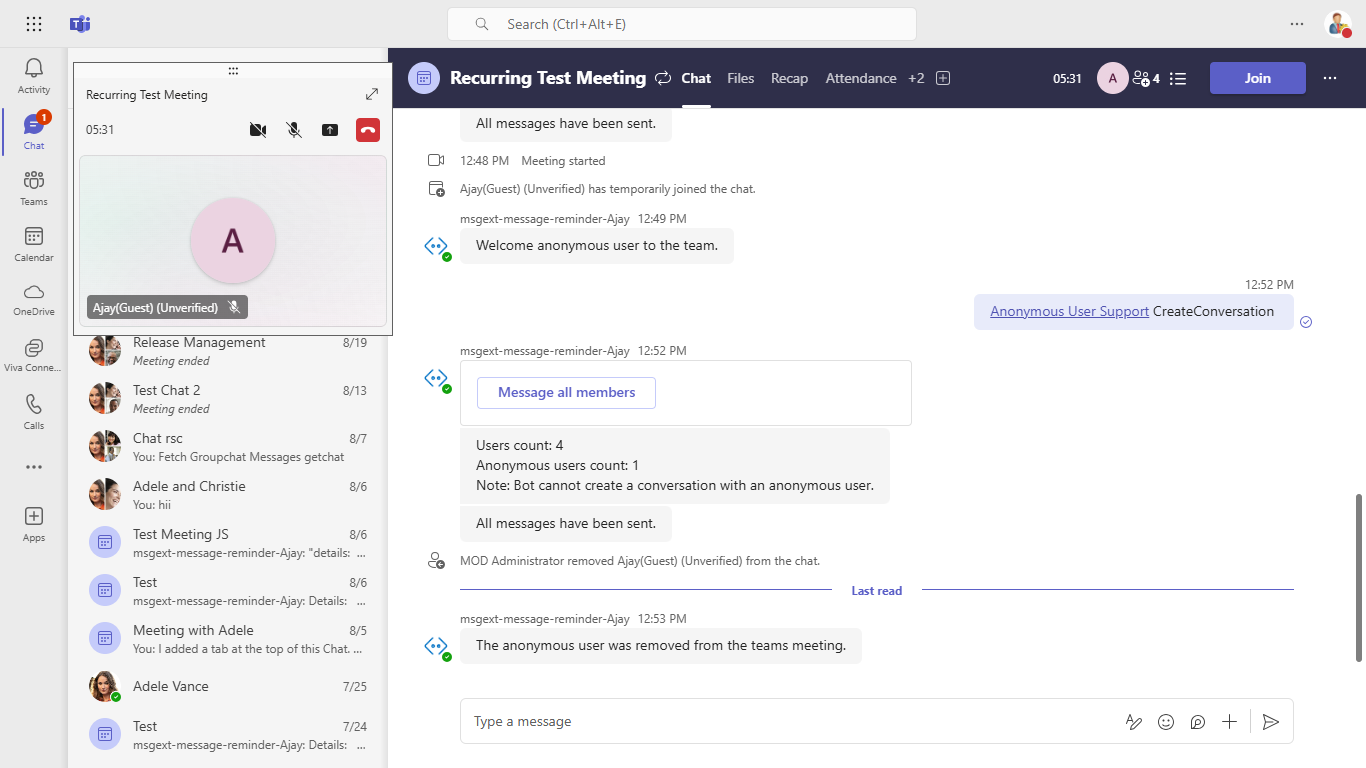 Search (Ctrl+Alt+E)
Activity
1
Chat
Teams
Calendar
OneDrive
Viva Conne...
Calls
Apps
Recurring Test Meeting
05:31
A
Ajay(Guest) (Unverified)
Release Management 8/19
Meeting ended
Test Chat 2 8/13
Meeting ended
Chat rsc 8/7
You: Fetch Groupchat Messages getchat
Adele and Christie 8/6
You: hii
Test Meeting JS 8/6
msgext-message-reminder-Ajay: "details: ...
Test 8/6
msgext-message-reminder-Ajay: Details: ...
Meeting with Adele 8/5
You: I added a tab at the top of this Chat. ...
Adele Vance 7/25
Test 7/24
msgext-message-reminder-Ajay: Details: ...
Recurring Test Meeting Chat Files Recap Attendance +2 05:31 A 4 Join
All messages have been sent.
12:48 PM Meeting started
Ajay(Guest) (Unverified) has temporarily joined the chat.
msgext-message-reminder-Ajay 12:49 PM
Welcome anonymous user to the team.
12:52 PM
Anonymous User Support CreateConversation
msgext-message-reminder-Ajay 12:52 PM
Message all members
Users count: 4
Anonymous users count: 1
Note: Bot cannot create a conversation with an anonymous user.
All messages have been sent.
MOD Administrator removed Ajay(Guest) (Unverified) from the chat.
Last read
msgext-message-reminder-Ajay 12:53 PM
The anonymous user was removed from the teams meeting.
Type a message